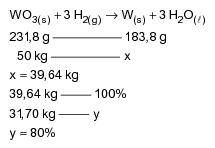 WO3(s) + 3 H2(g) → W(s) + 3 H2O(ℓ)
231,8 g ——— 183,8 g
50 kg ——— x
x = 39,64 kg
39,64 kg —— 100%
31,70 kg —— y
y = 80%